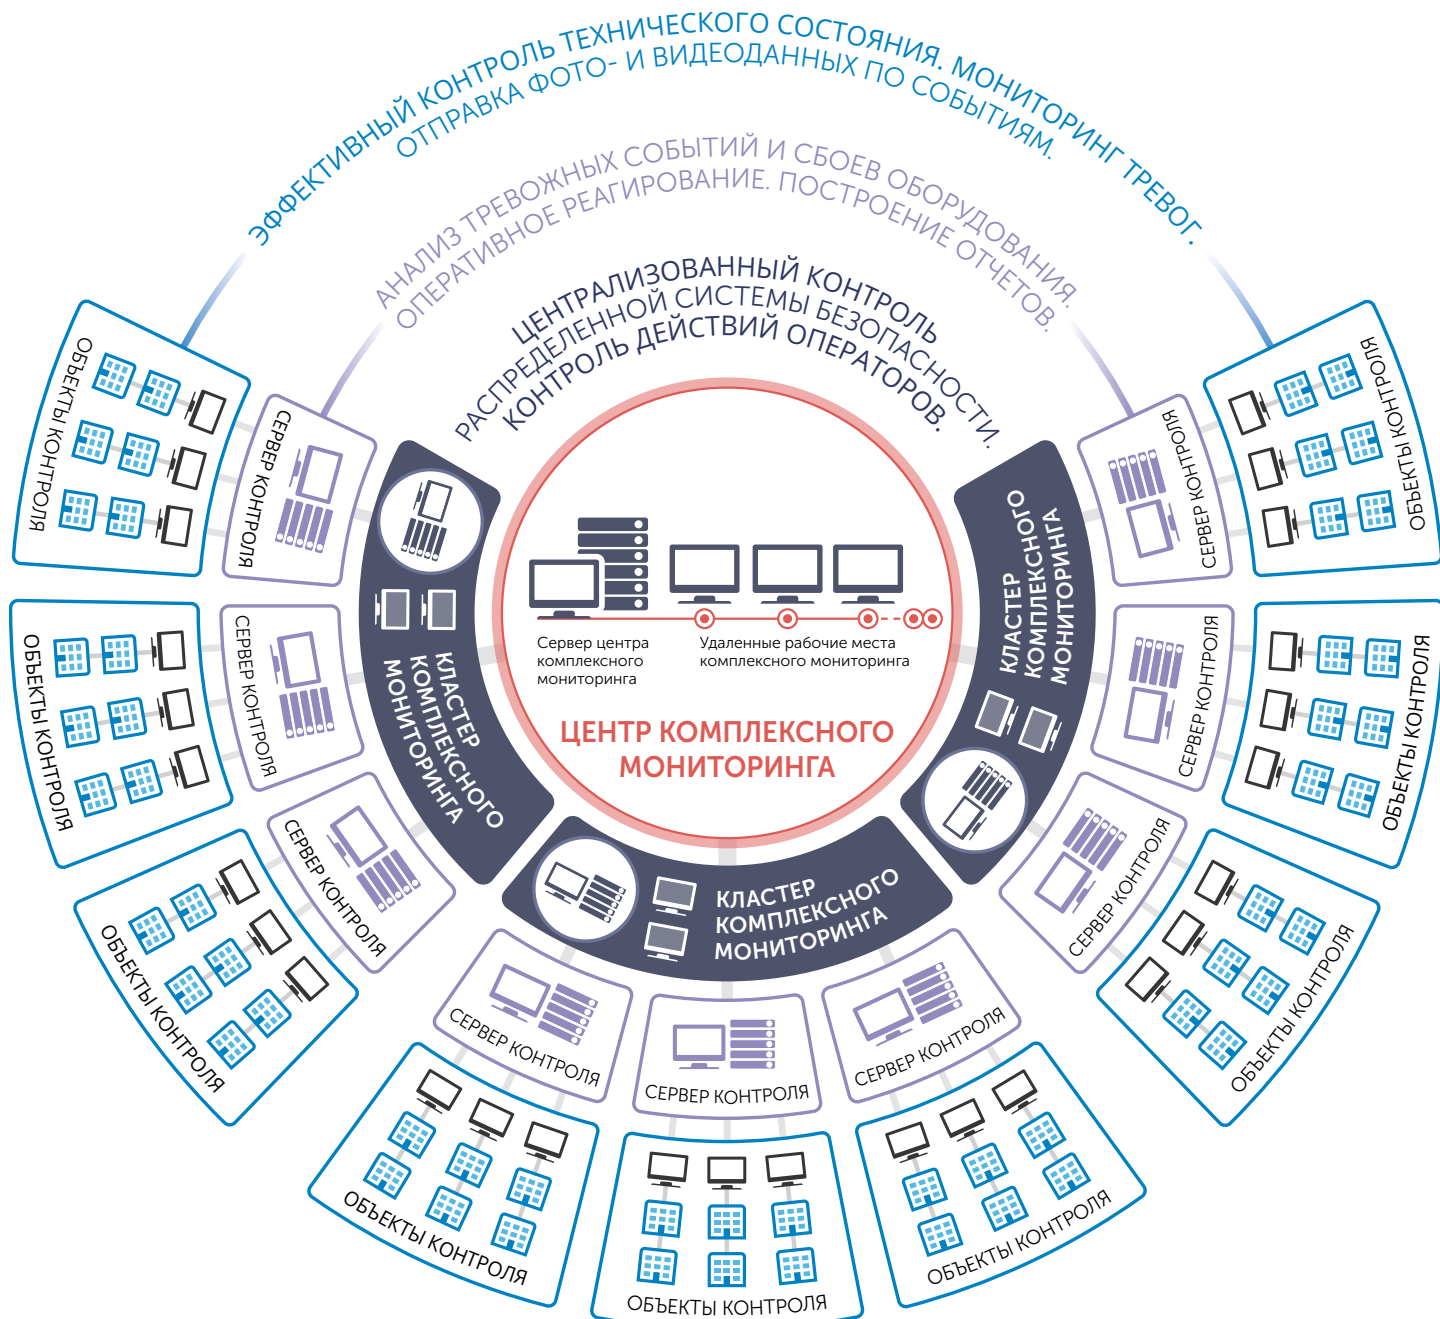 ЭФФЕКТИВНЫЙ КОНТРОЛЬ ТЕХНИЧЕСКОГО СОСТОЯНИЯ. МОНИТОРИНГ ТРЕВОГ.
ОТПРАВКА ФОТО- И ВИДЕОДАННЫХ ПО СОБЫТИЯМ.
АНАЛИЗ ТРЕВОЖНЫХ СОБЫТИЙ И СБОЕВ ОБОРУДОВАНИЯ.
ОПЕРАТИВНОЕ РЕАГИРОВАНИЕ. ПОСТРОЕНИЕ ОТЧЕТОВ.
ЦЕНТРАЛИЗОВАННЫЙ КОНТРОЛЬ
РАСПРЕДЕЛЕННОЙ СИСТЕМЫ БЕЗОПАСНОСТИ.
КОНТРОЛЬ ДЕЙСТВИЙ ОПЕРАТОРОВ.
Сервер центра
комплексного
мониторинга
Удаленные рабочие места
комплексного мониторинга
ЦЕНТР КОМПЛЕКСНОГО
МОНИТОРИНГА
КЛАСТЕР
КОМПЛЕКСНОГО
МОНИТОРИНГА
КЛАСТЕР
КОМПЛЕКСНОГО
МОНИТОРИНГА
КЛАСТЕР
КОМПЛЕКСНОГО
МОНИТОРИНГА
СЕРВЕР КОНТРОЛЯ
СЕРВЕР КОНТРОЛЯ
СЕРВЕР КОНТРОЛЯ
СЕРВЕР КОНТРОЛЯ
СЕРВЕР КОНТРОЛЯ
СЕРВЕР КОНТРОЛЯ
СЕРВЕР КОНТРОЛЯ
СЕРВЕР КОНТРОЛЯ
СЕРВЕР КОНТРОЛЯ
ОБЪЕКТЫ КОНТРОЛЯ
ОБЪЕКТЫ КОНТРОЛЯ
ОБЪЕКТЫ КОНТРОЛЯ
ОБЪЕКТЫ КОНТРОЛЯ
ОБЪЕКТЫ КОНТРОЛЯ
ОБЪЕКТЫ КОНТРОЛЯ
ОБЪЕКТЫ КОНТРОЛЯ
ОБЪЕКТЫ КОНТРОЛЯ
ОБЪЕКТЫ КОНТРОЛЯ